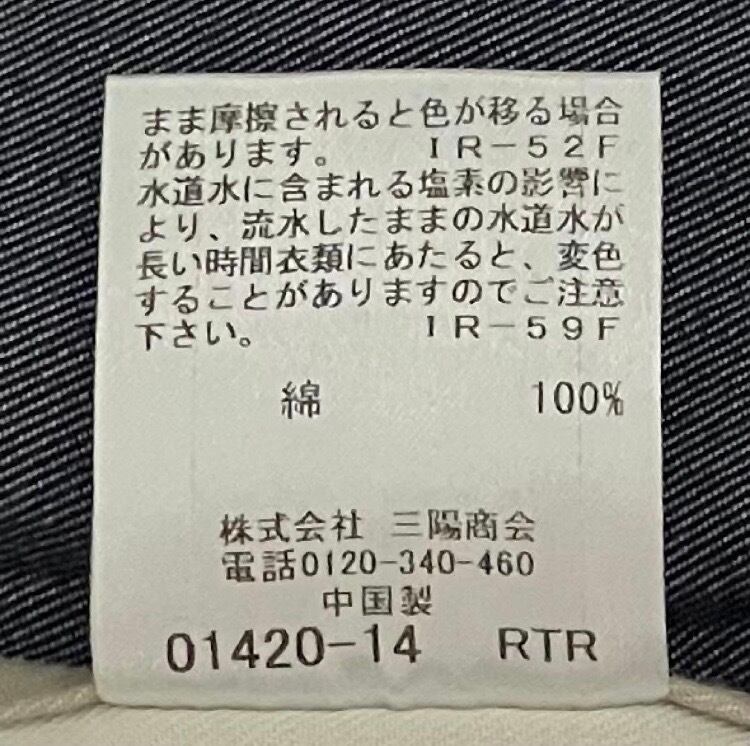 まま摩擦されると色が移る場合
があります。　ＩＲ－５２Ｆ
水道水に含まれる塩素の影響に
より、流水したままの水道水が
長い時間衣類にあたると、変色
することがありますのでご注意
下さい。　ＩＲ－５９Ｆ
綿　100%
株式会社 三陽商会
電話0120-340-460
中国製
01420-14　RTR